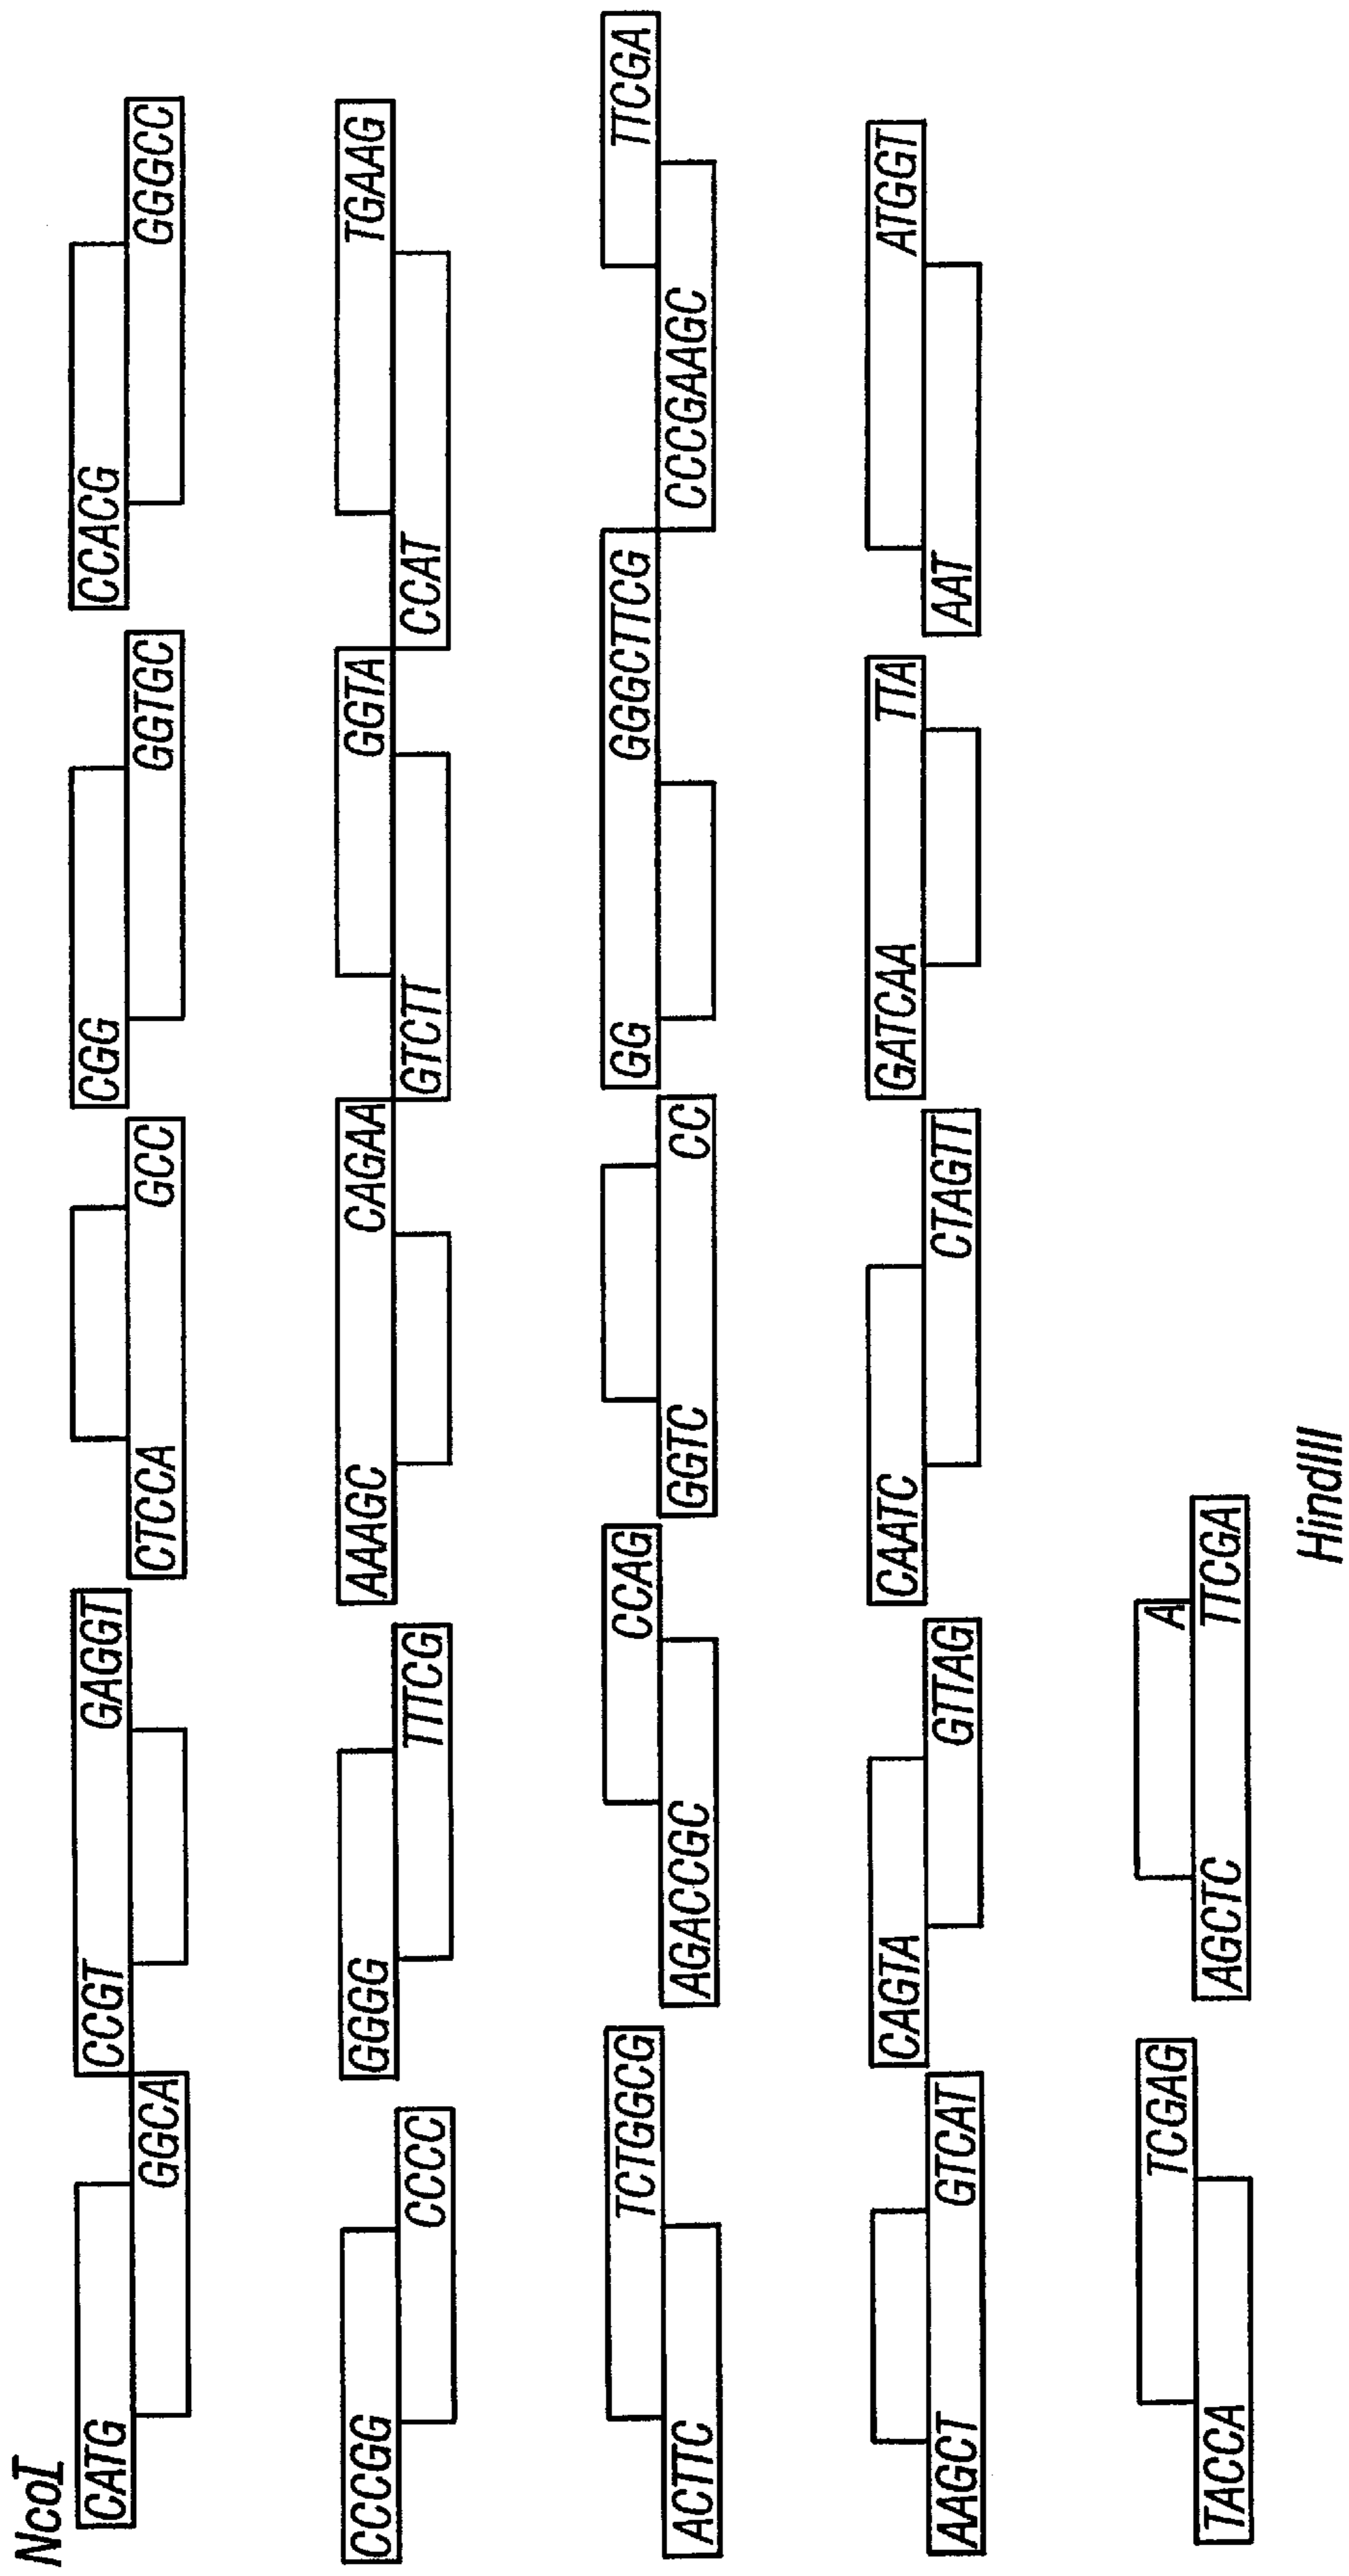 NcoI
CATG CCGT GAGGT CGG CCACG
GGCA CTCCA GCC GGTGC GGGCC
CCCGG GGGG AAAGC CAGAA GGTA TGAAG
CCCC TTTCG GTCTT CCAT
TCTGGCG CCAG GG GGGCTTCG TTCGA
ACTTC AGACCGC GGTC CC CCCGAAGC
CAGTA CAATC GATCAA TTA ATGGT
AAGCT GTCAT GTTAG CTAGTT AAT
TCGAG A
TACCA AGCTC TTCGA
HindIII